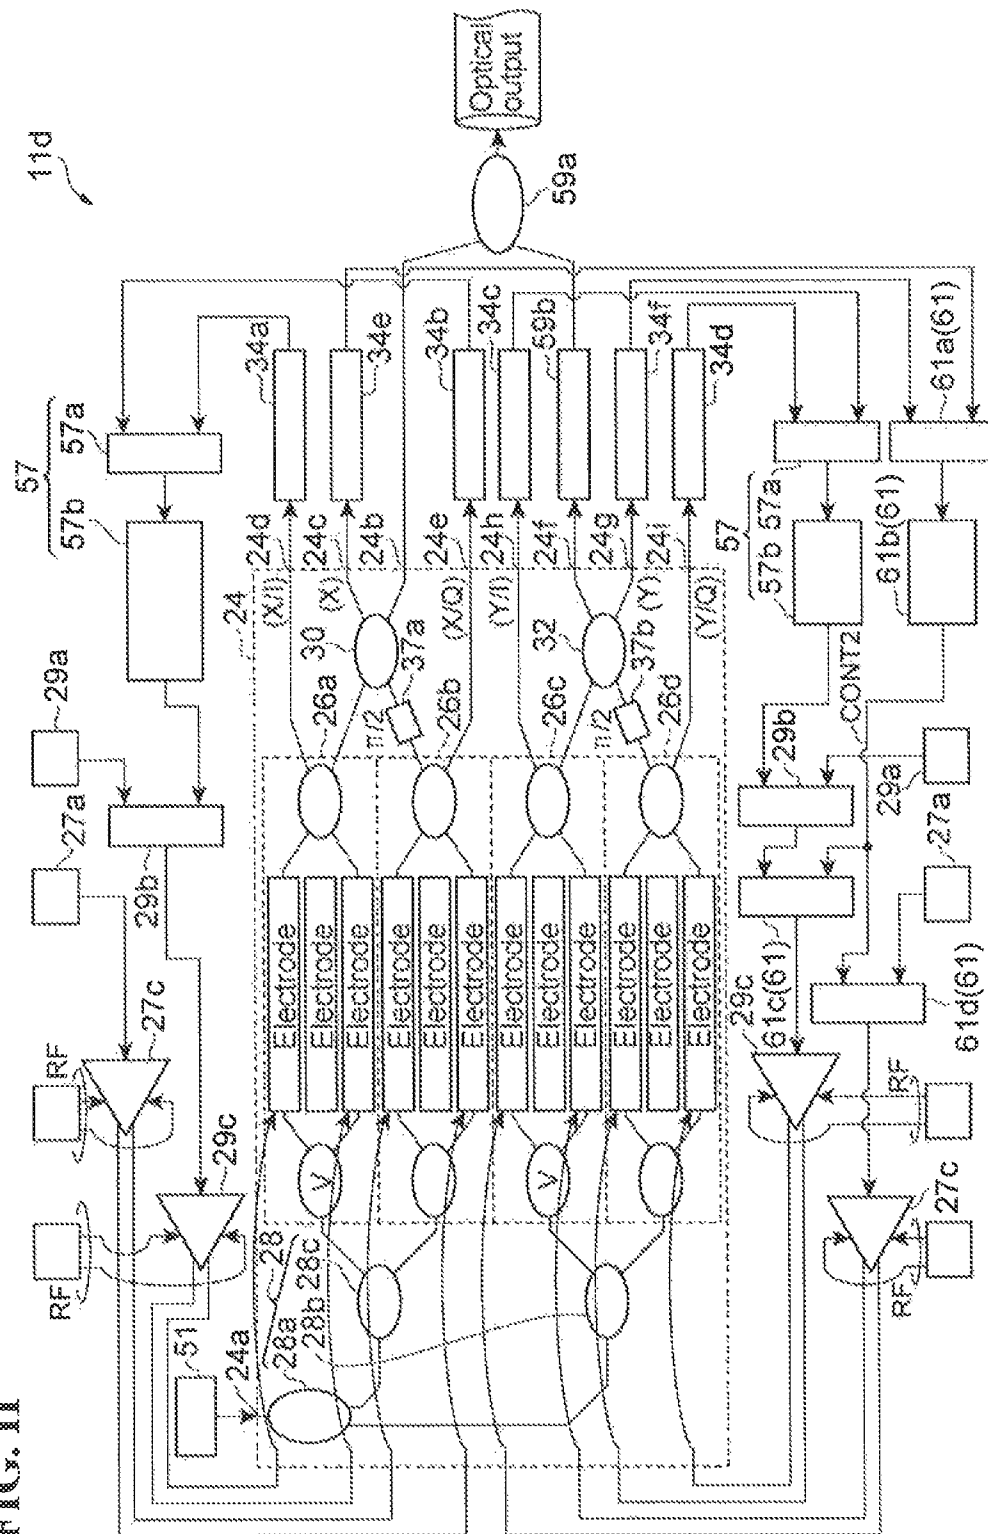 FIG. 11
11d
Optical
output
59a
57
57a
57b
34a
34e
34b
34c
59b
34f
34d
61a(61)
57
57b 57a
61b(61)
24
24d
(X/I)
24c
(X)
24b
24e
(X/Q)
24h
(Y/I)
24f
24g
(Y)
24i
(Y/Q)
30
37a
π/2
32
37b
π/2
26a
26b
26c
26d
29a
27a
29b
CONT2
29b
29a
27a
61c(61)
61d(61)
Electrode
Electrode
Electrode
Electrode
Electrode
Electrode
Electrode
Electrode
Electrode
Electrode
Electrode
Electrode
27c
RF
29c
RF
29c
RF
27c
RF
V
V
51
24a
28
28a
28b
28c